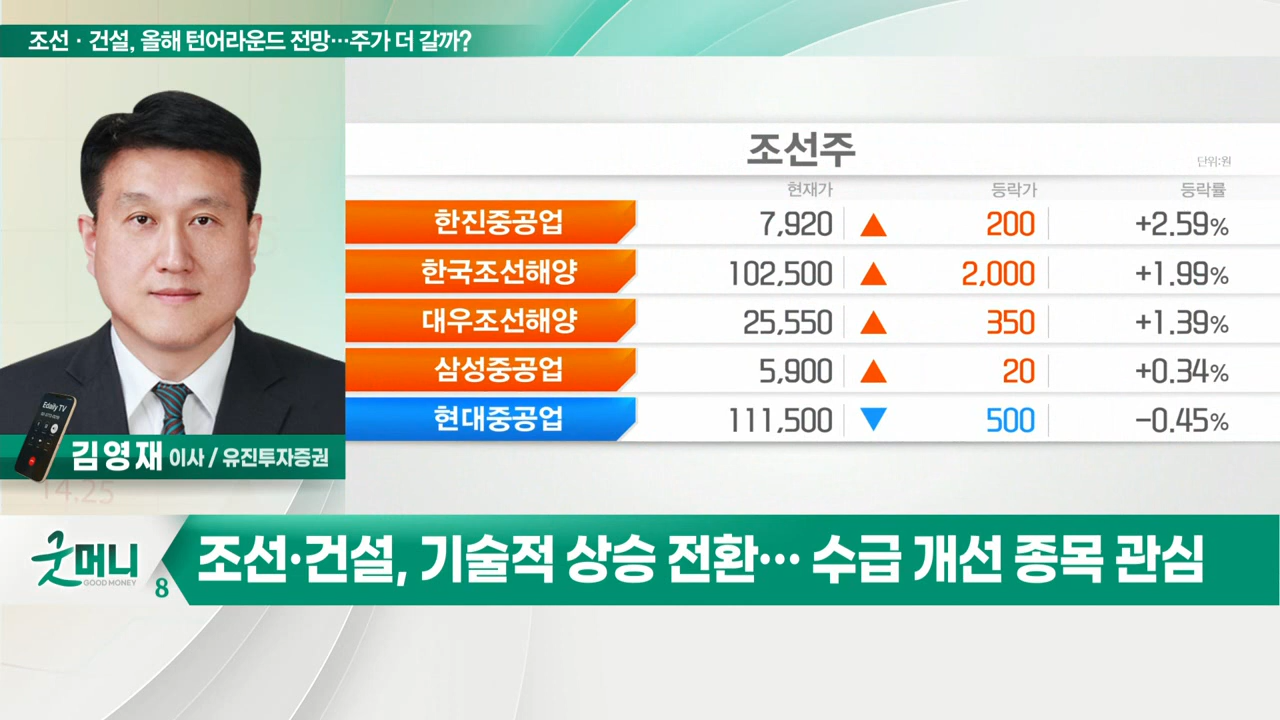 조선·건설, 올해 턴어라운드 전망…주가 더 갈까?
조선주
단위:원
현재가 등락가 등락률
한진중공업 7,920 ▲ 200 +2.59%
한국조선해양 102,500 ▲ 2,000 +1.99%
대우조선해양 25,550 ▲ 350 +1.39%
삼성중공업 5,900 ▲ 20 +0.34%
현대중공업 111,500 ▼ 500 -0.45%
Edaily TV
김영재 이사 / 유진투자증권
14.25
굿머니
GOOD MONEY
8
조선·건설, 기술적 상승 전환… 수급 개선 종목 관심